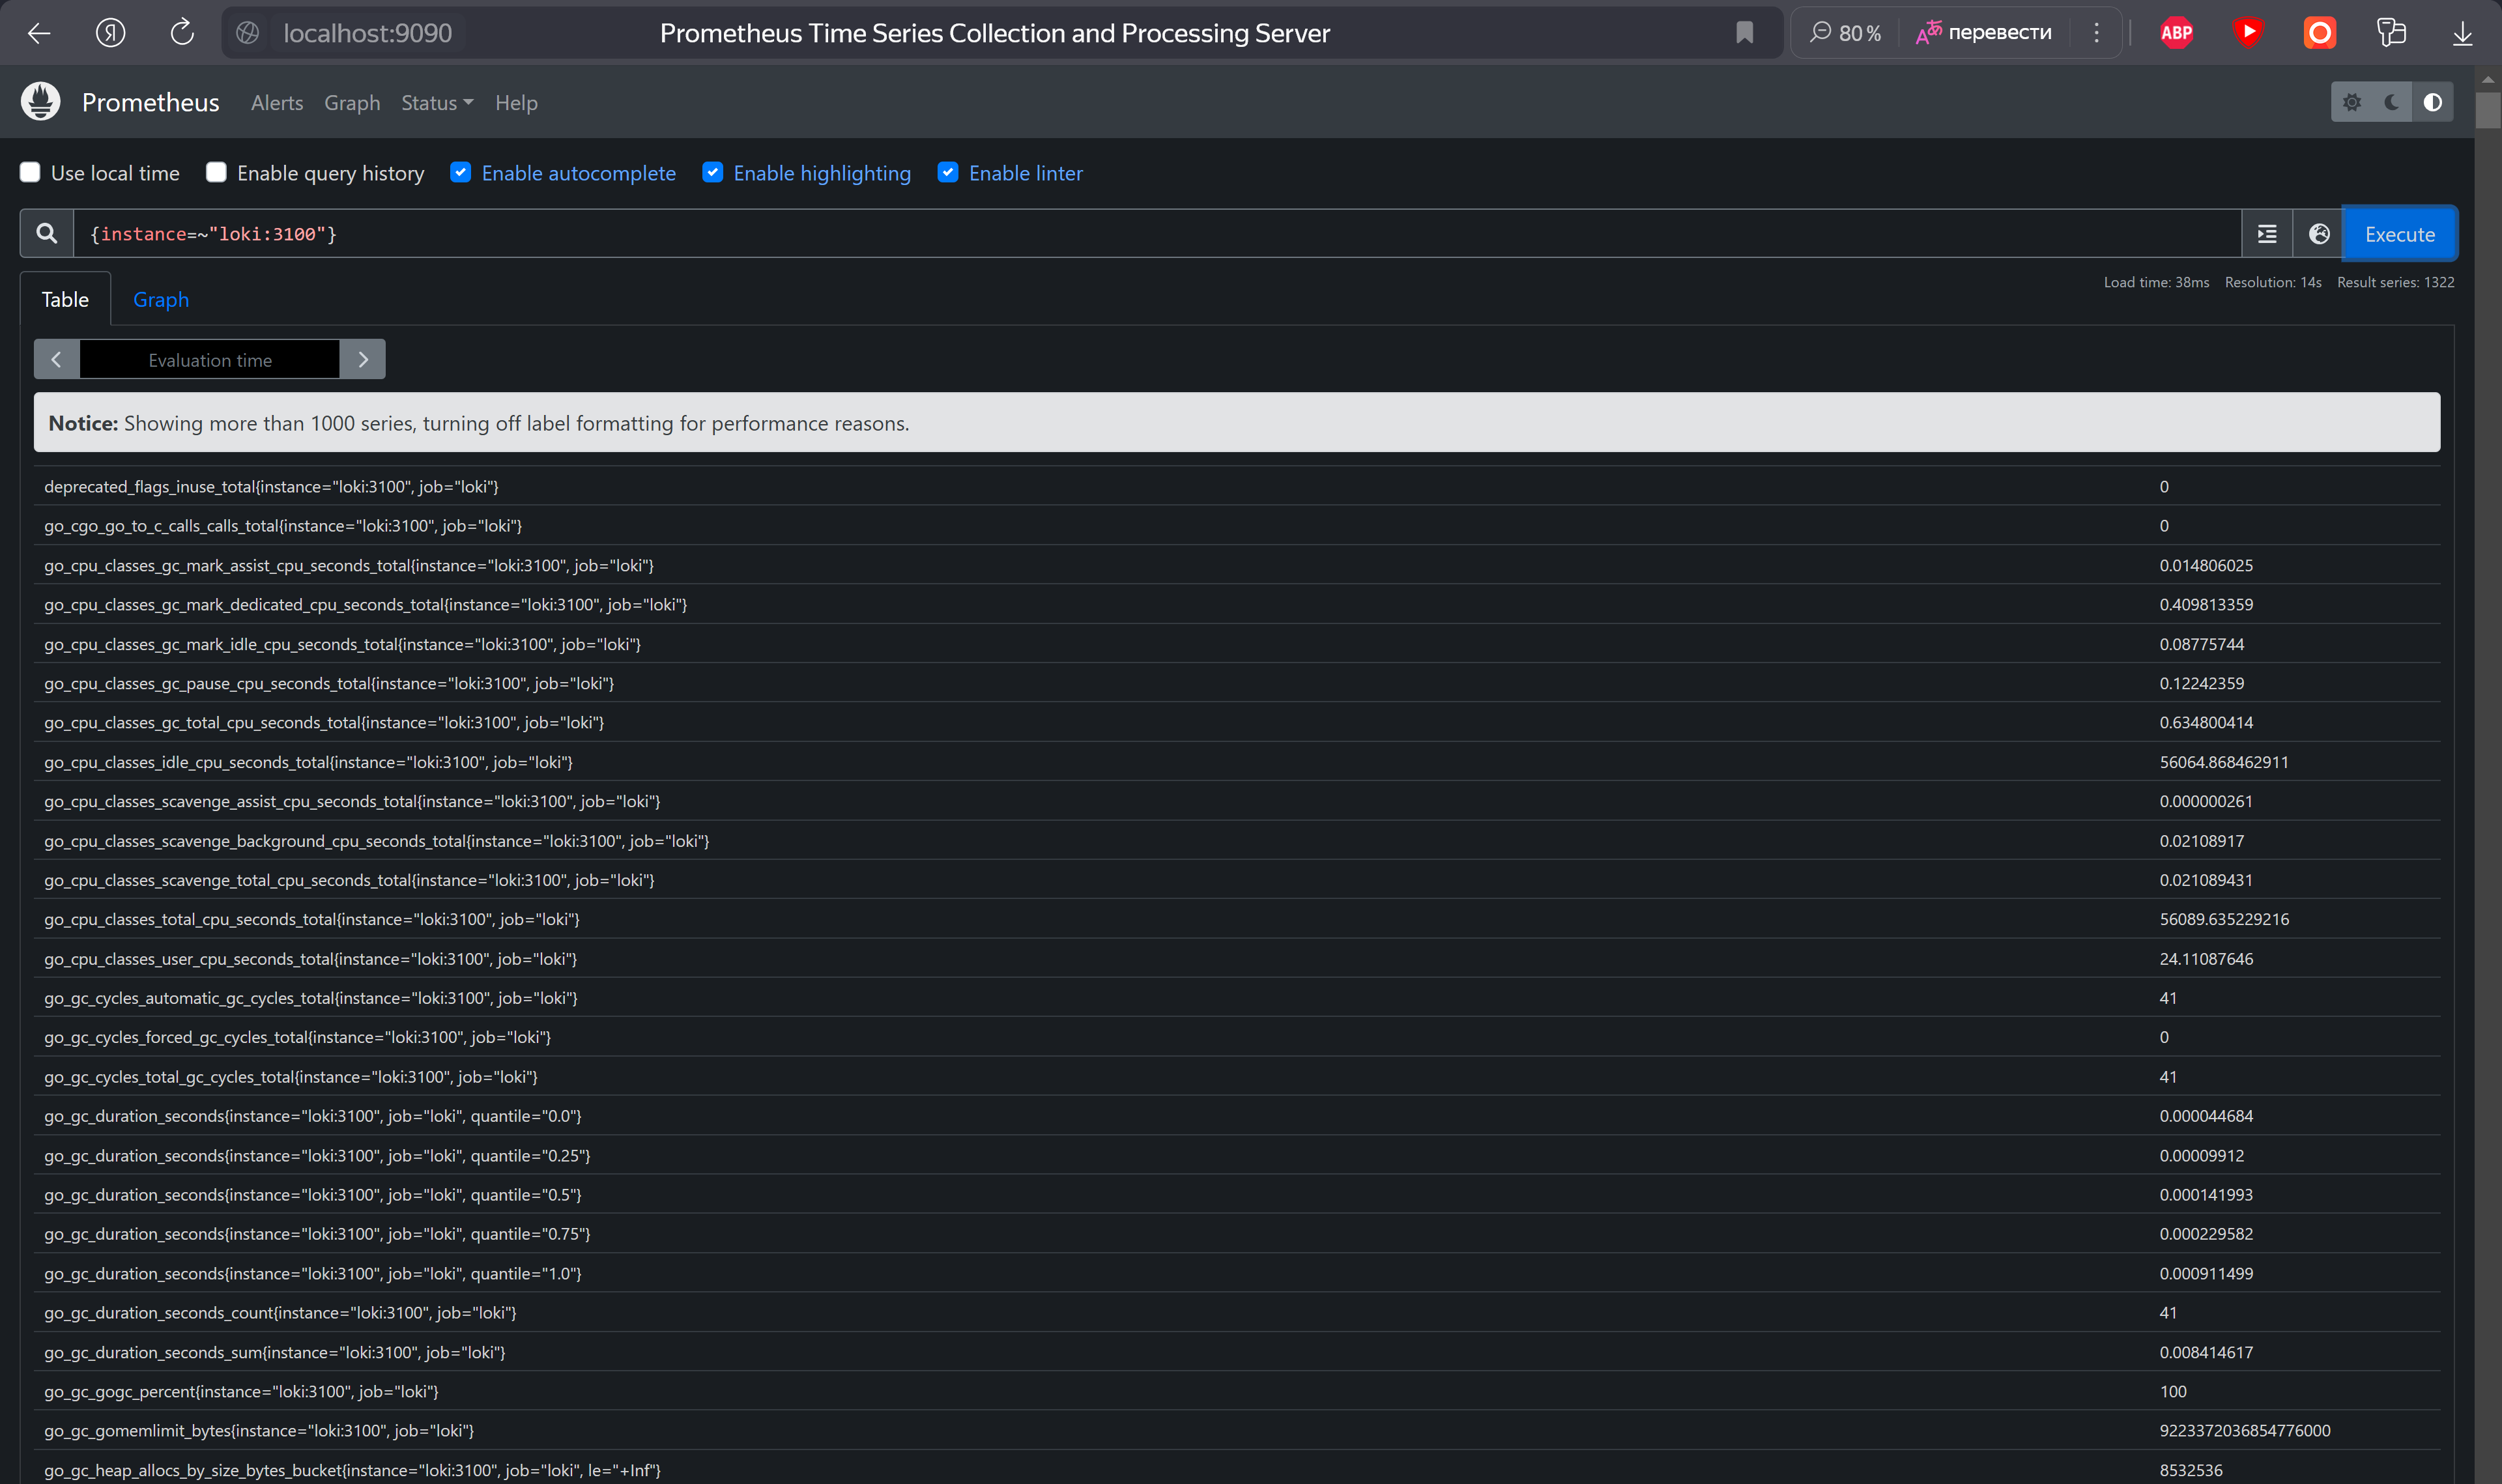 localhost:9090 Prometheus Time Series Collection and Processing Server 80 % перевести ABP
Prometheus Alerts Graph Status Help
Use local time Enable query history Enable autocomplete Enable highlighting Enable linter
{instance=~"loki:3100"} Execute
Load time: 38ms Resolution: 14s Result series: 1322
Table Graph
Evaluation time
Notice: Showing more than 1000 series, turning off label formatting for performance reasons.
deprecated_flags_inuse_total{instance="loki:3100", job="loki"} 0
go_cgo_go_to_c_calls_calls_total{instance="loki:3100", job="loki"} 0
go_cpu_classes_gc_mark_assist_cpu_seconds_total{instance="loki:3100", job="loki"} 0.014806025
go_cpu_classes_gc_mark_dedicated_cpu_seconds_total{instance="loki:3100", job="loki"} 0.409813359
go_cpu_classes_gc_mark_idle_cpu_seconds_total{instance="loki:3100", job="loki"} 0.08775744
go_cpu_classes_gc_pause_cpu_seconds_total{instance="loki:3100", job="loki"} 0.12242359
go_cpu_classes_gc_total_cpu_seconds_total{instance="loki:3100", job="loki"} 0.634800414
go_cpu_classes_idle_cpu_seconds_total{instance="loki:3100", job="loki"} 56064.868462911
go_cpu_classes_scavenge_assist_cpu_seconds_total{instance="loki:3100", job="loki"} 0.000000261
go_cpu_classes_scavenge_background_cpu_seconds_total{instance="loki:3100", job="loki"} 0.02108917
go_cpu_classes_scavenge_total_cpu_seconds_total{instance="loki:3100", job="loki"} 0.021089431
go_cpu_classes_total_cpu_seconds_total{instance="loki:3100", job="loki"} 56089.635229216
go_cpu_classes_user_cpu_seconds_total{instance="loki:3100", job="loki"} 24.11087646
go_gc_cycles_automatic_gc_cycles_total{instance="loki:3100", job="loki"} 41
go_gc_cycles_forced_gc_cycles_total{instance="loki:3100", job="loki"} 0
go_gc_cycles_total_gc_cycles_total{instance="loki:3100", job="loki"} 41
go_gc_duration_seconds{instance="loki:3100", job="loki", quantile="0.0"} 0.000044684
go_gc_duration_seconds{instance="loki:3100", job="loki", quantile="0.25"} 0.00009912
go_gc_duration_seconds{instance="loki:3100", job="loki", quantile="0.5"} 0.000141993
go_gc_duration_seconds{instance="loki:3100", job="loki", quantile="0.75"} 0.000229582
go_gc_duration_seconds{instance="loki:3100", job="loki", quantile="1.0"} 0.000911499
go_gc_duration_seconds_count{instance="loki:3100", job="loki"} 41
go_gc_duration_seconds_sum{instance="loki:3100", job="loki"} 0.008414617
go_gc_gogc_percent{instance="loki:3100", job="loki"} 100
go_gc_gomemlimit_bytes{instance="loki:3100", job="loki"} 9223372036854776000
go_gc_heap_allocs_by_size_bytes_bucket{instance="loki:3100", job="loki", le="+Inf"} 8532536